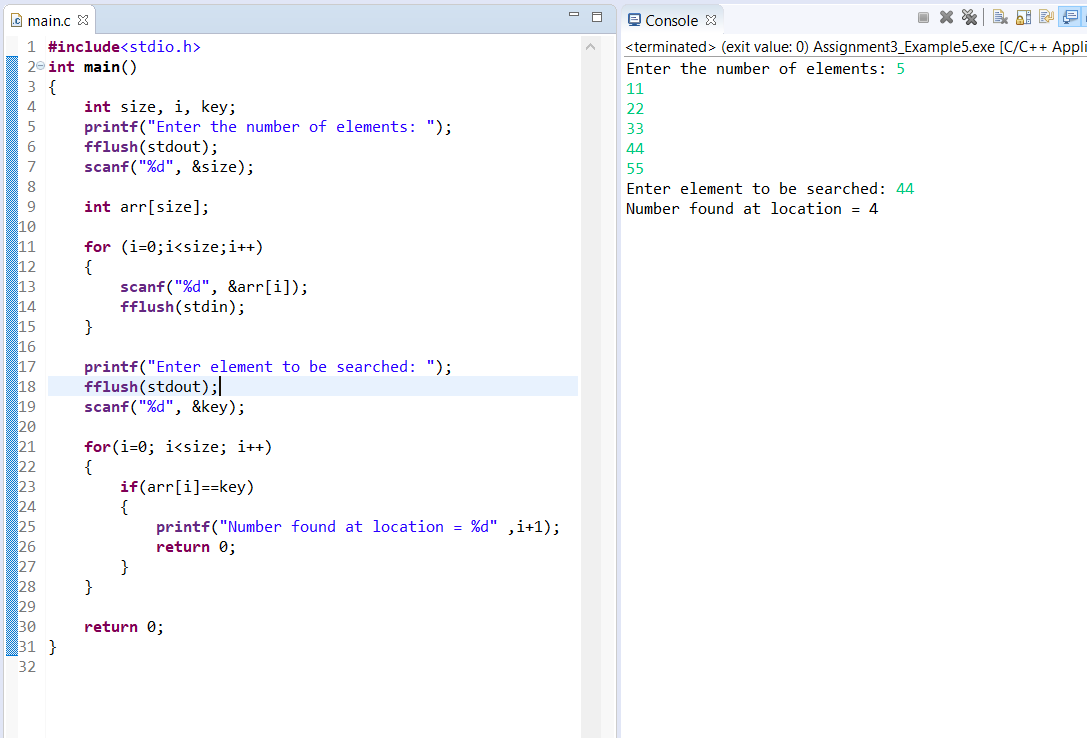 main.c
1 #include<stdio.h>
2 int main()
3 {
4     int size, i, key;
5     printf("Enter the number of elements: ");
6     fflush(stdout);
7     scanf("%d", &size);
8
9     int arr[size];
10
11     for (i=0;i<size;i++)
12     {
13         scanf("%d", &arr[i]);
14         fflush(stdin);
15     }
16
17     printf("Enter element to be searched: ");
18     fflush(stdout);
19     scanf("%d", &key);
20
21     for(i=0; i<size; i++)
22     {
23         if(arr[i]==key)
24         {
25             printf("Number found at location = %d" ,i+1);
26             return 0;
27         }
28     }
29
30     return 0;
31 }
32
Console
<terminated> (exit value: 0) Assignment3_Example5.exe [C/C++ Appli
Enter the number of elements: 5
11
22
33
44
55
Enter element to be searched: 44
Number found at location = 4